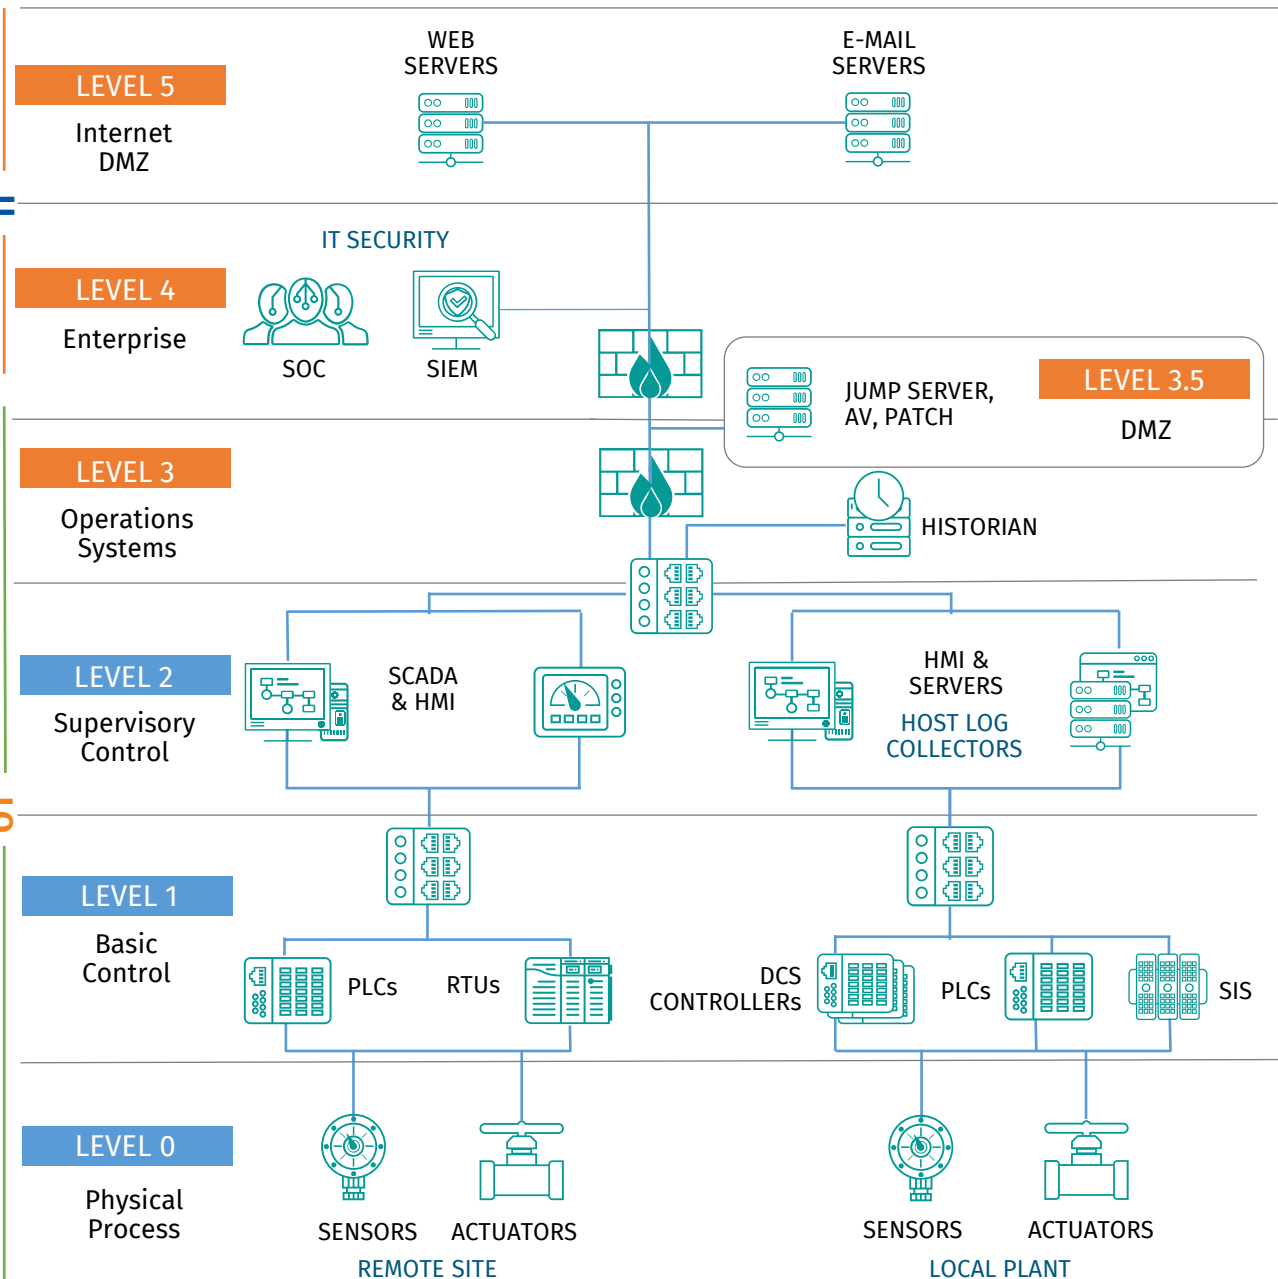 WEB
SERVERS
E-MAIL
SERVERS
LEVEL 5
Internet
DMZ
IT SECURITY
LEVEL 4
Enterprise
SOC
SIEM
JUMP SERVER,
AV, PATCH
LEVEL 3.5
DMZ
LEVEL 3
Operations
Systems
HISTORIAN
LEVEL 2
Supervisory
Control
SCADA
& HMI
HMI &
SERVERS
HOST LOG
COLLECTORS
LEVEL 1
Basic
Control
PLCs
RTUs
DCS
CONTROLLERs
PLCs
SIS
LEVEL 0
Physical
Process
SENSORS
ACTUATORS
SENSORS
ACTUATORS
REMOTE SITE
LOCAL PLANT